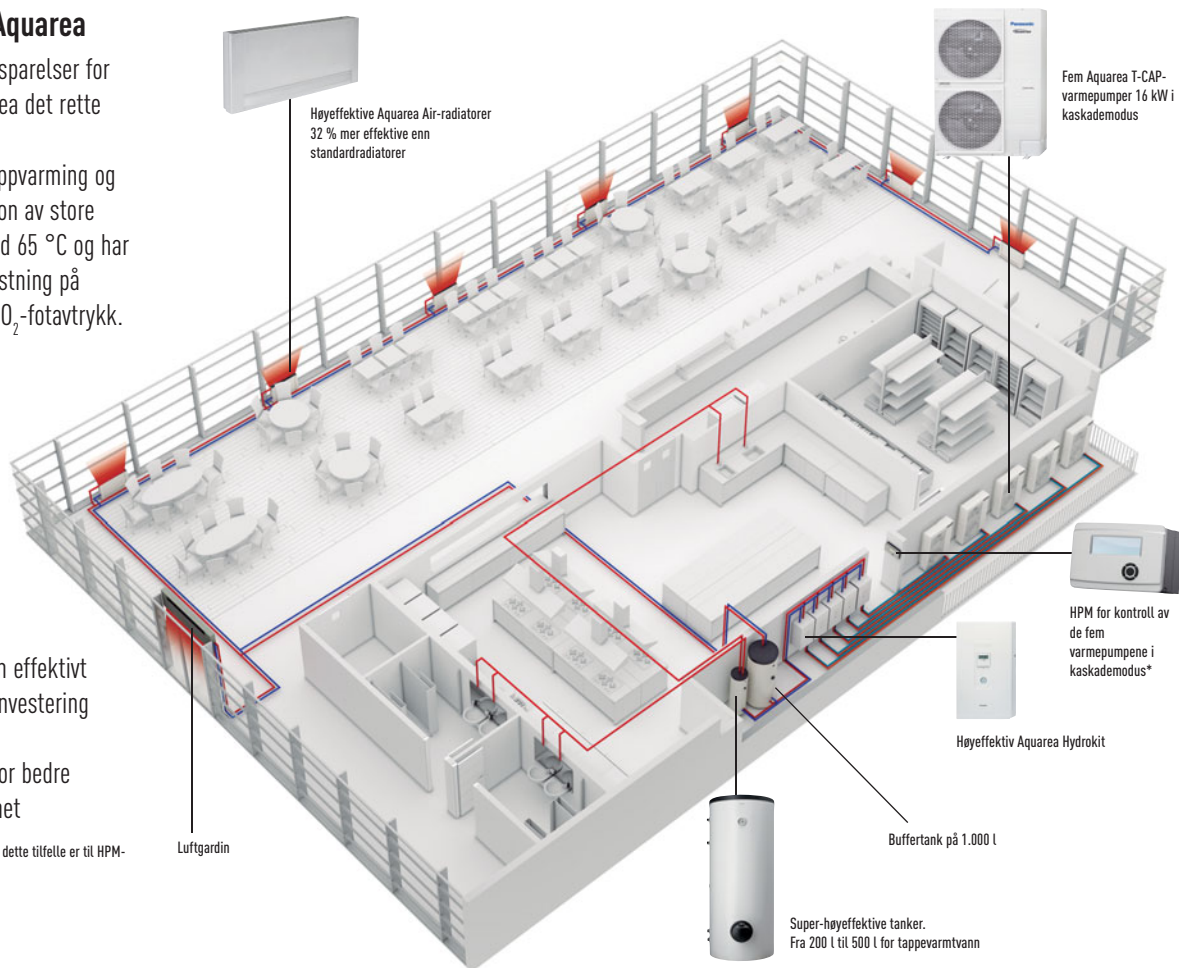 Aquarea
sparelser for
ea det rette
ppvarming og
on av store
d 65 °C og har
stning på
O₂-fotavtrykk.
Høyeffektive Aquarea Air-radiatorer
32 % mer effektive enn
standardradiatorer
Panasonic
Fem Aquarea T-CAP-
varmepumper 16 kW i
kaskademodus
HPM for kontroll av
de fem
varmepumpene i
kaskademodus*
Høyeffektiv Aquarea Hydrokit
Buffertank på 1.000 l
Super-høyeffektive tanker.
Fra 200 l til 500 l for tappevarmtvann
Luftgardin
n effektivt
nvestering
or bedre
het
dette tilfelle er til HPM-